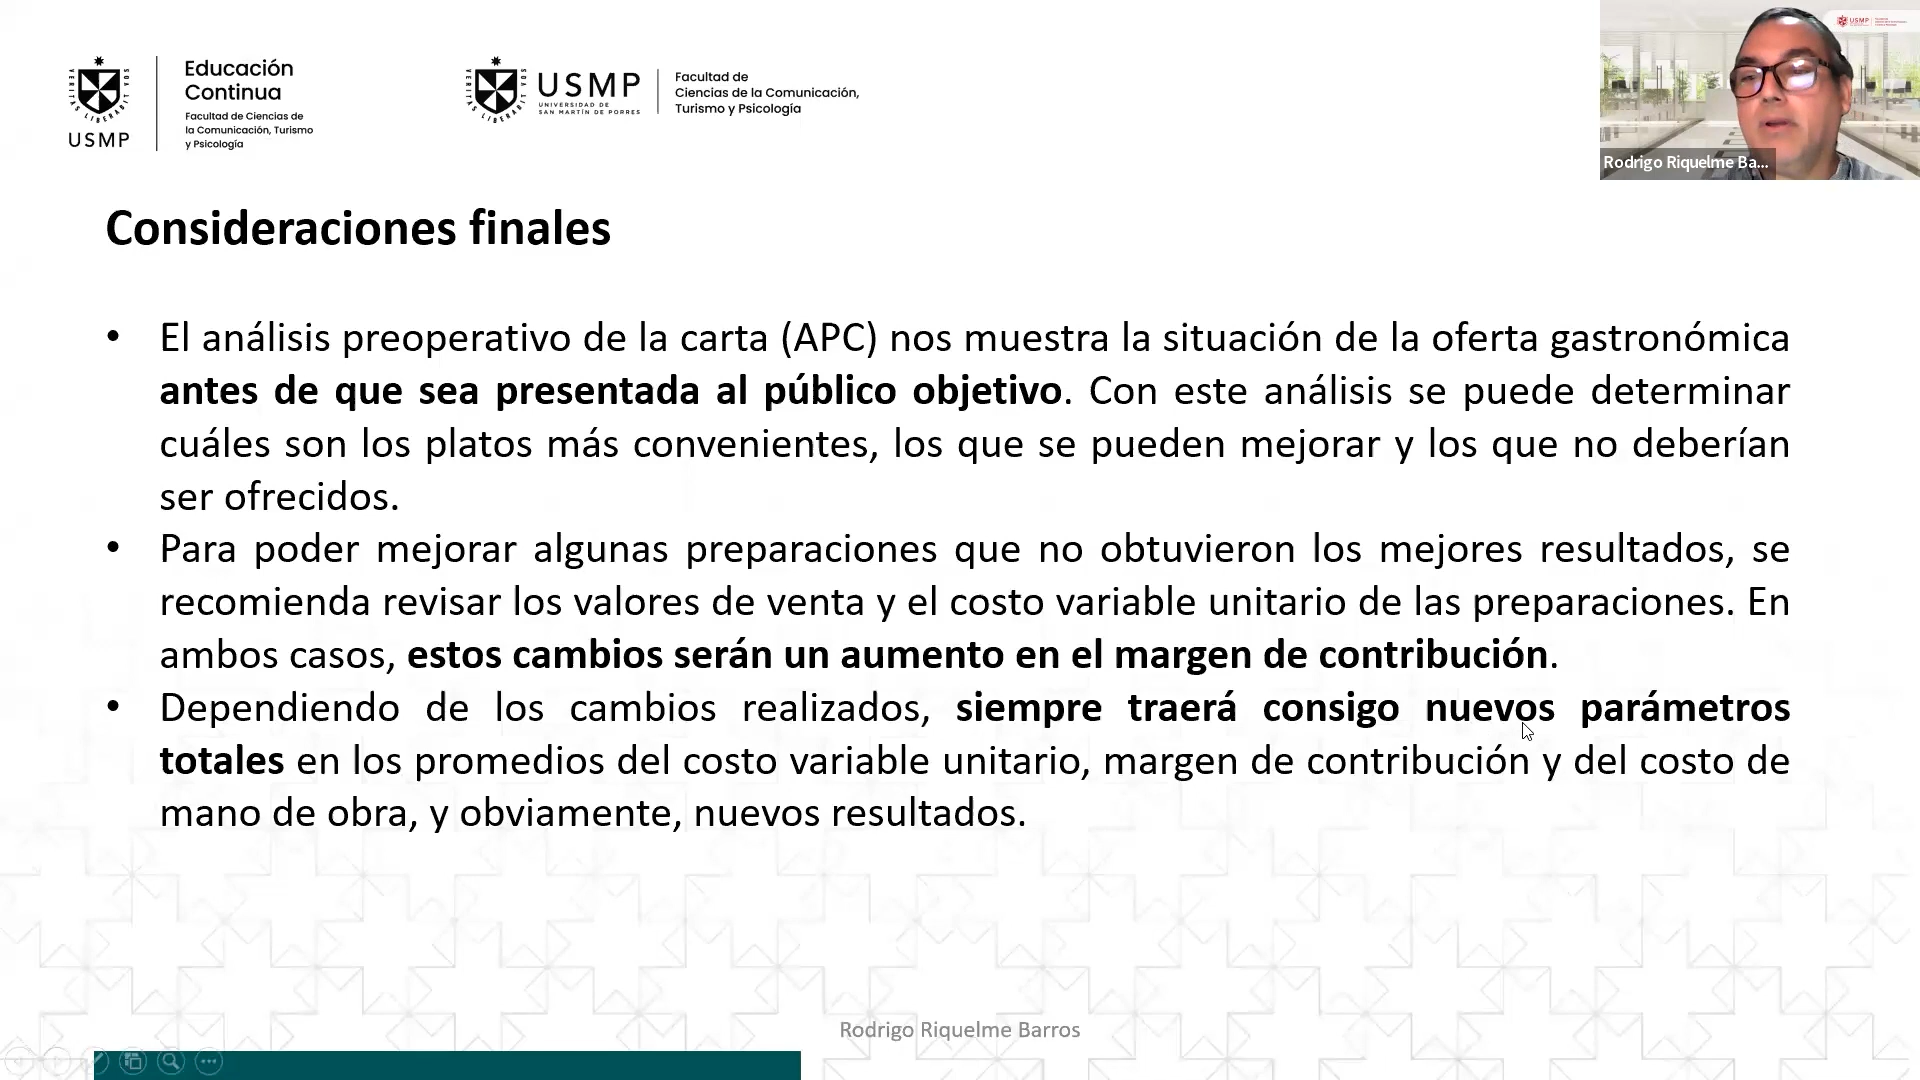 Educación
Continua
Facultad de Ciencias de
la Comunicación, Turismo
y Psicología
USMP
USMP
UNIVERSIDAD DE
SAN MARTÍN DE PORRES
Facultad de
Ciencias de la Comunicación,
Turismo y Psicología
USMP
Rodrigo Riquelme Ba...
Consideraciones finales
• El análisis preoperativo de la carta (APC) nos muestra la situación de la oferta gastronómica
antes de que sea presentada al público objetivo. Con este análisis se puede determinar
cuáles son los platos más convenientes, los que se pueden mejorar y los que no deberían
ser ofrecidos.
• Para poder mejorar algunas preparaciones que no obtuvieron los mejores resultados, se
recomienda revisar los valores de venta y el costo variable unitario de las preparaciones. En
ambos casos, estos cambios serán un aumento en el margen de contribución.
• Dependiendo de los cambios realizados, siempre traerá consigo nuevos parámetros
totales en los promedios del costo variable unitario, margen de contribución y del costo de
mano de obra, y obviamente, nuevos resultados.
Rodrigo Riquelme Barros